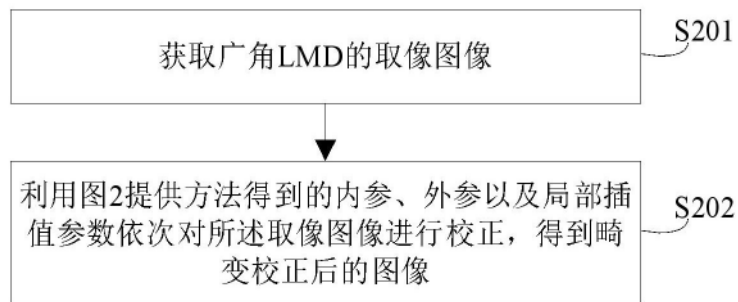 获取广角LMD的取像图像
S201
利用图2提供方法得到的内参、外参以及局部插
值参数依次对所述取像图像进行校正，得到畸
变校正后的图像
S202